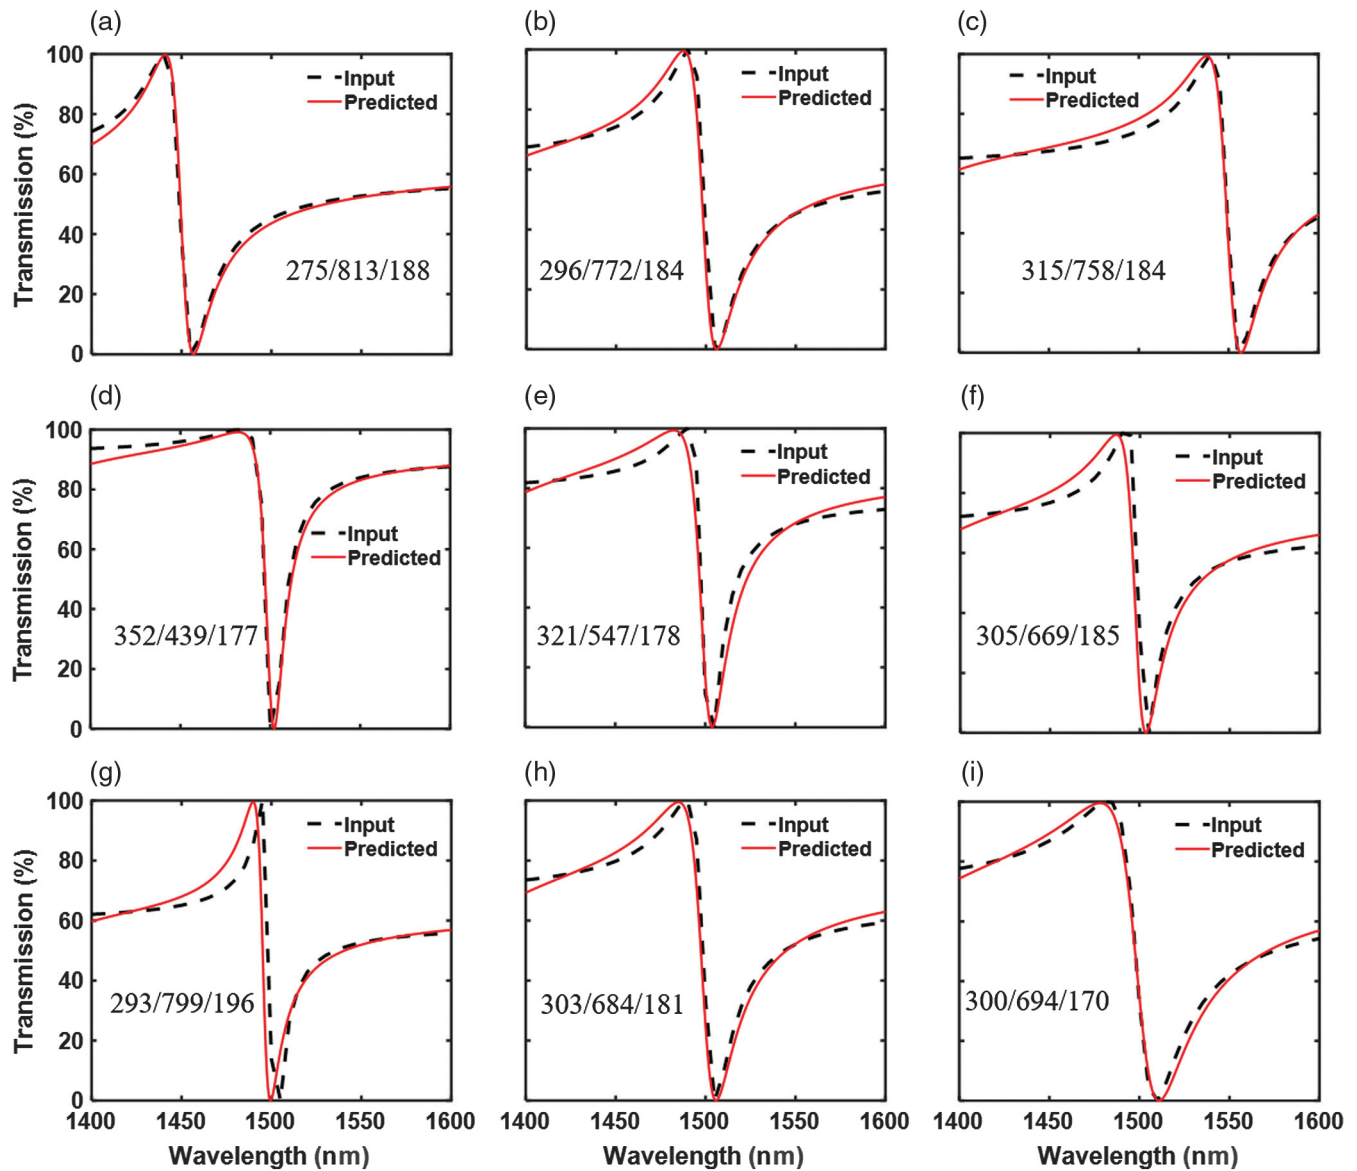 (a) (b) (c)
100
80
60
40
20
0
Transmission (%)
Input
Predicted
275/813/188
Input
Predicted
296/772/184
Input
Predicted
315/758/184
(d) (e) (f)
100
80
60
40
20
0
Transmission (%)
Input
Predicted
352/439/177
Input
Predicted
321/547/178
Input
Predicted
305/669/185
(g) (h) (i)
100
80
60
40
20
0
Transmission (%)
Input
Predicted
293/799/196
Input
Predicted
303/684/181
Input
Predicted
300/694/170
1400 1450 1500 1550 1600
1400 1450 1500 1550 1600
1400 1450 1500 1550 1600
Wavelength (nm)
Wavelength (nm)
Wavelength (nm)